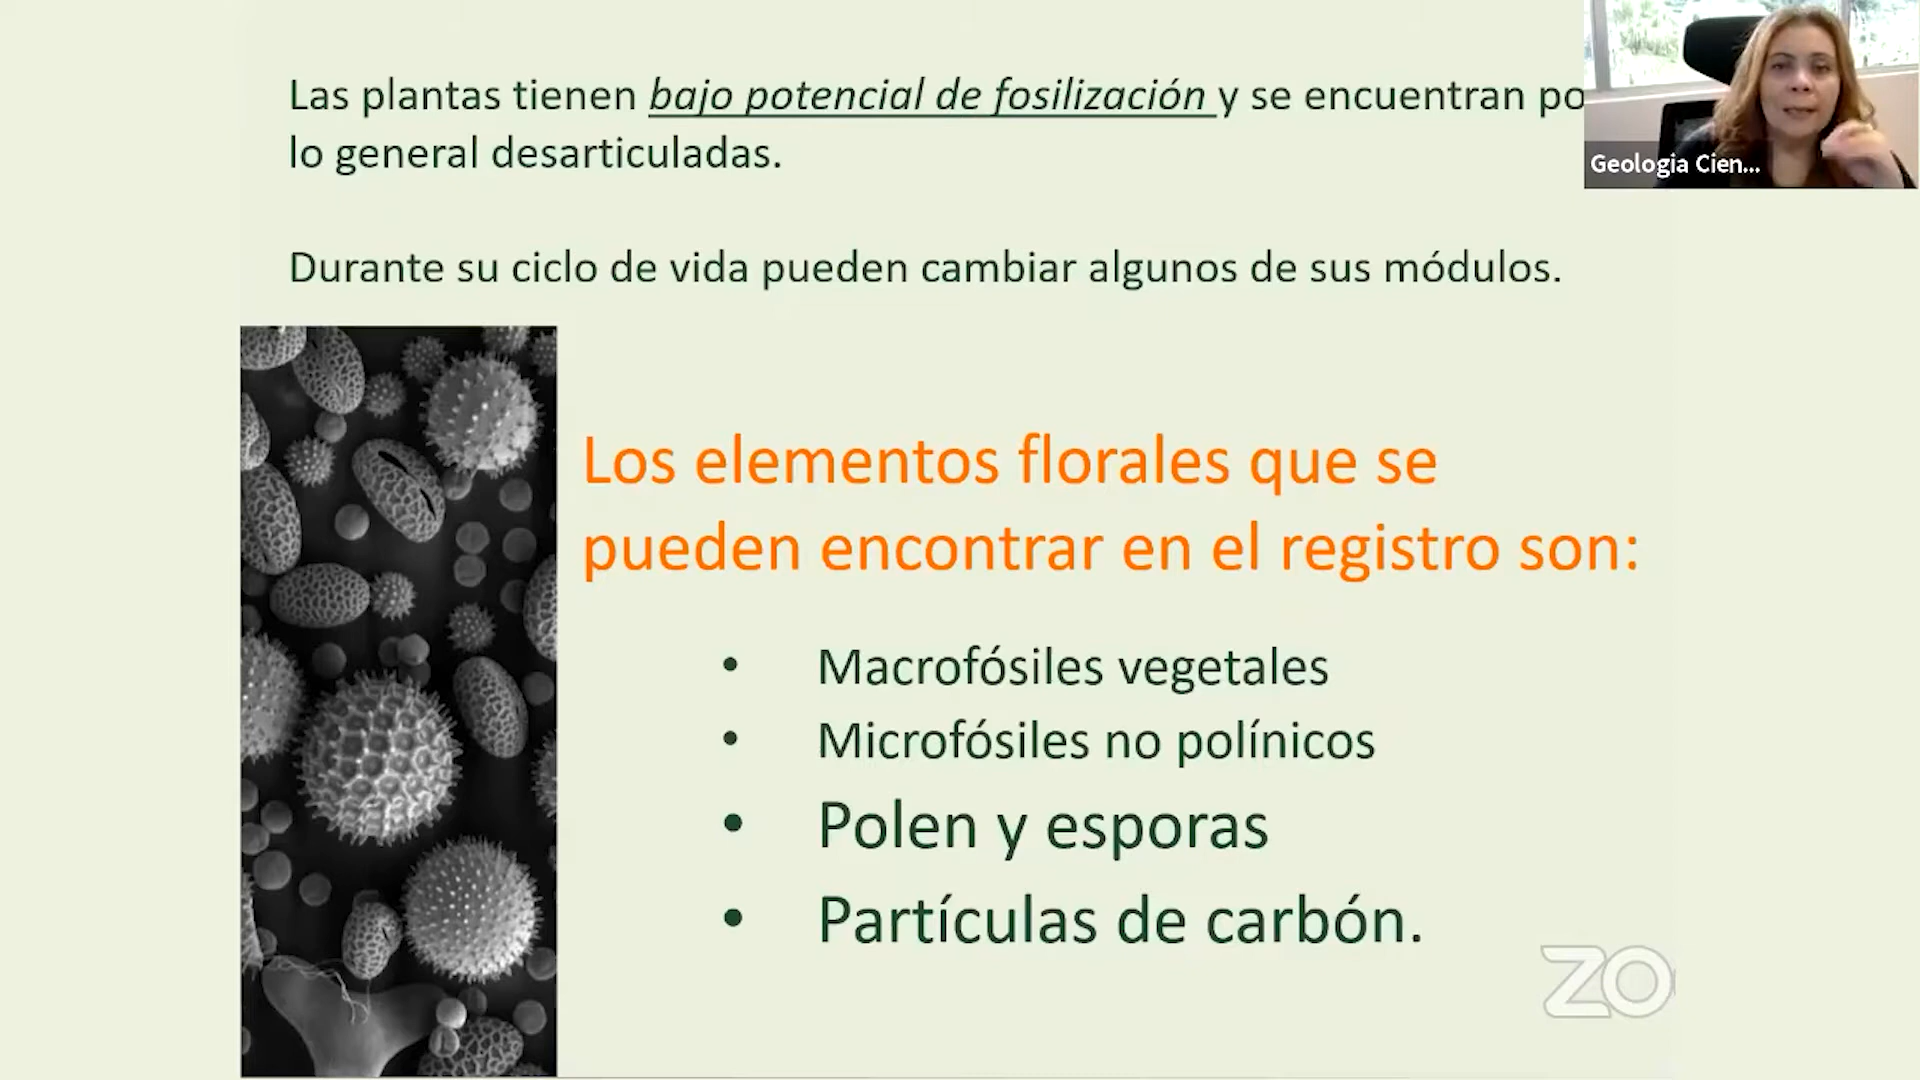 Las plantas tienen bajo potencial de fosilización y se encuentran po
lo general desarticuladas.
Geologia Cien...
Durante su ciclo de vida pueden cambiar algunos de sus módulos.
Los elementos florales que se
pueden encontrar en el registro son:
• Macrofósiles vegetales
• Microfósiles no polínicos
• Polen y esporas
• Partículas de carbón.
ZO